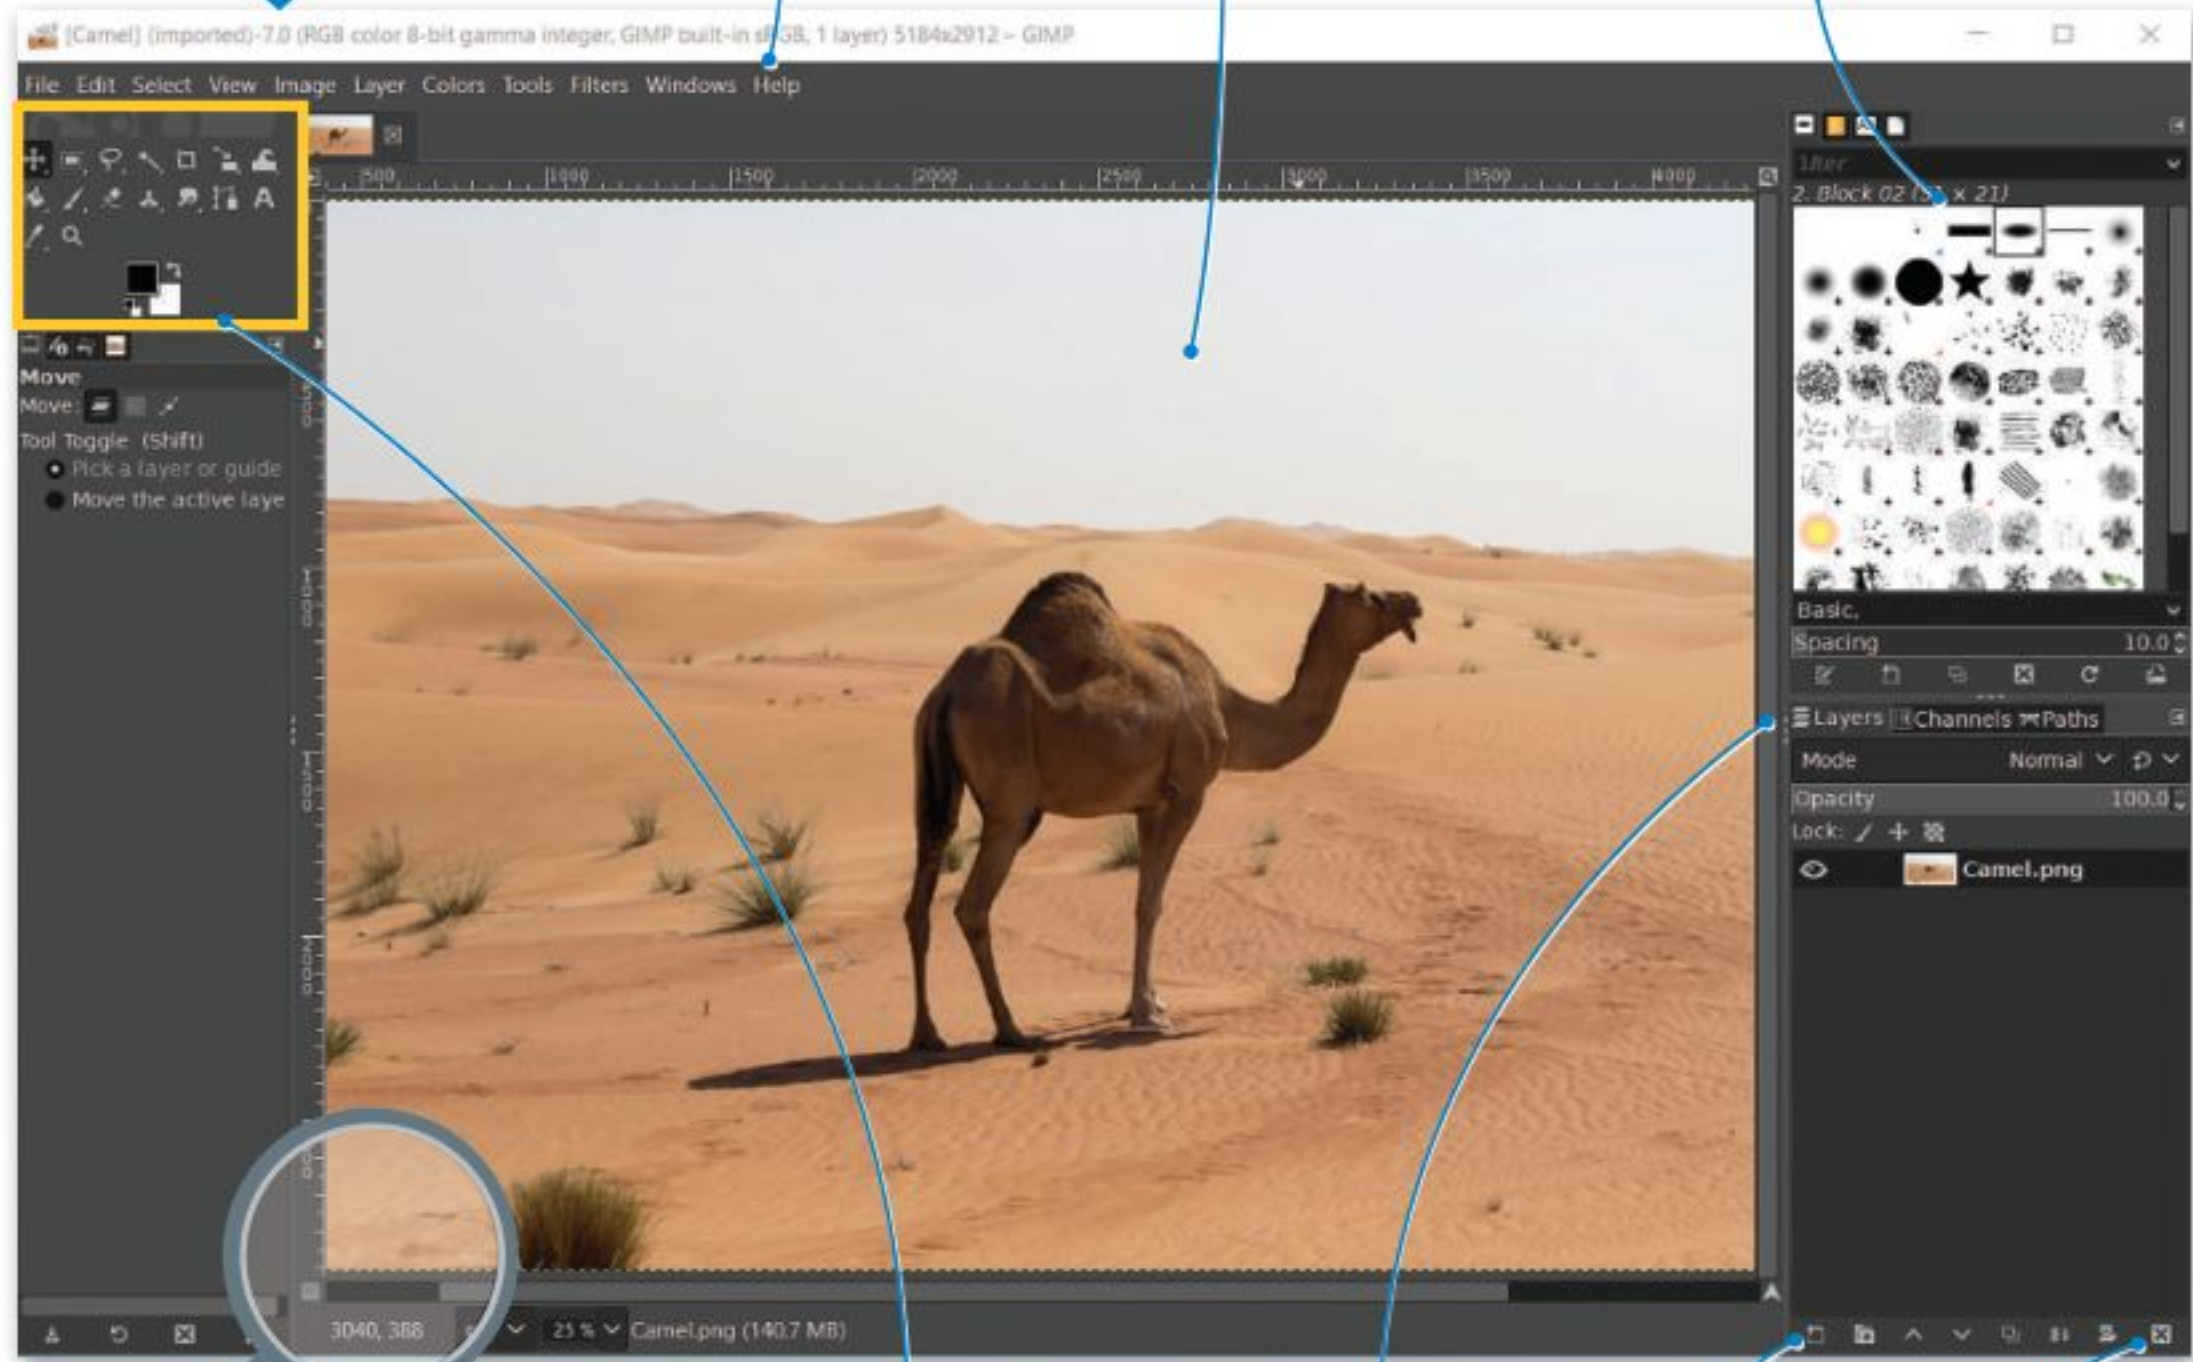 [Camel] (imported)-7.0 (RGB color 8-bit gamma integer, GIMP built-in sRGB, 1 layer) 5184x2912 – GIMP
File Edit Select View Image Layer Colors Tools Filters Windows Help
500 1000 1500 2000 2500 3000 3500 4000
2. Block 02 (51 x 21)
Move
Move:
Tool Toggle (Shift)
Pick a layer or guide
Move the active laye
Basic,
Spacing 10.0
Layers Channels Paths
Mode Normal
Opacity 100.0
Lock:
Camel.png
3040, 388 25 % Camel.png (140.7 MB)